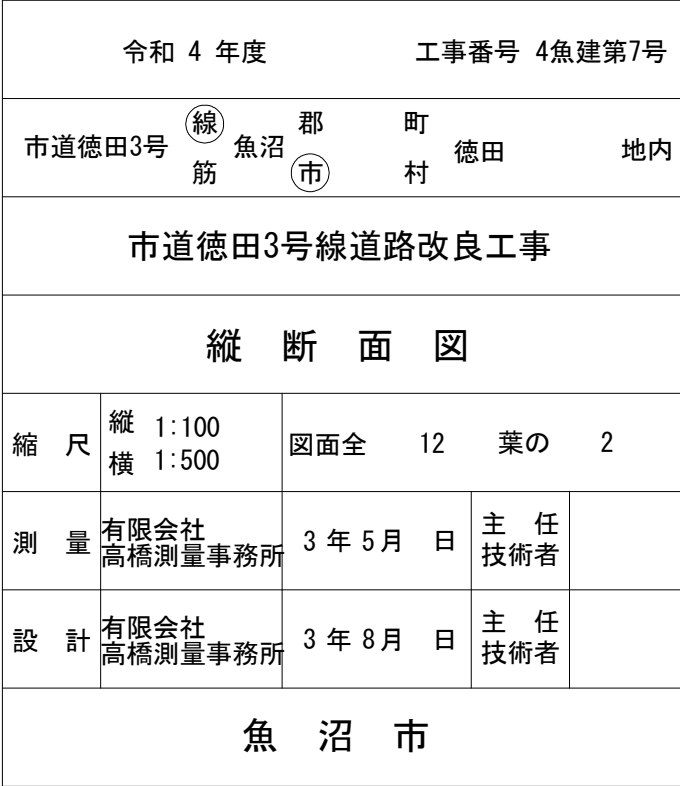 令和 4 年度 工事番号 4魚建第7号
線 郡 町
市道徳田3号 魚沼 徳田 地内
筋 市 村
市道徳田3号線道路改良工事
縦 断 面 図
縮 尺 縦 1:100 図面全 12 葉の 2
横 1:500
測 量 有限会社 3 年 5月 日 主 任
高橋測量事務所 技術者
設 計 有限会社 3 年 8月 日 主 任
高橋測量事務所 技術者
魚 沼 市